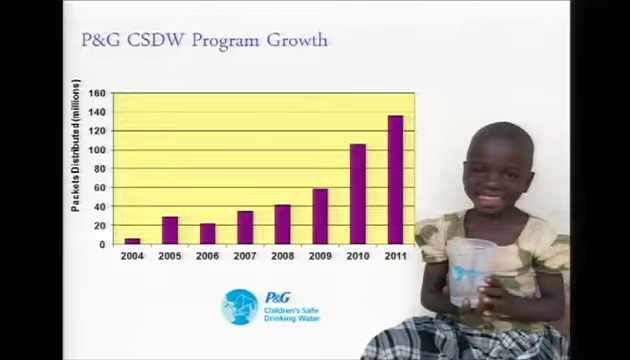 P&G CSDW Program Growth
Packets Distributed (millions)
160
140
120
100
80
60
40
20
0
2004 2005 2006 2007 2008 2009 2010 2011
P&G
Children's Safe
Drinking Water